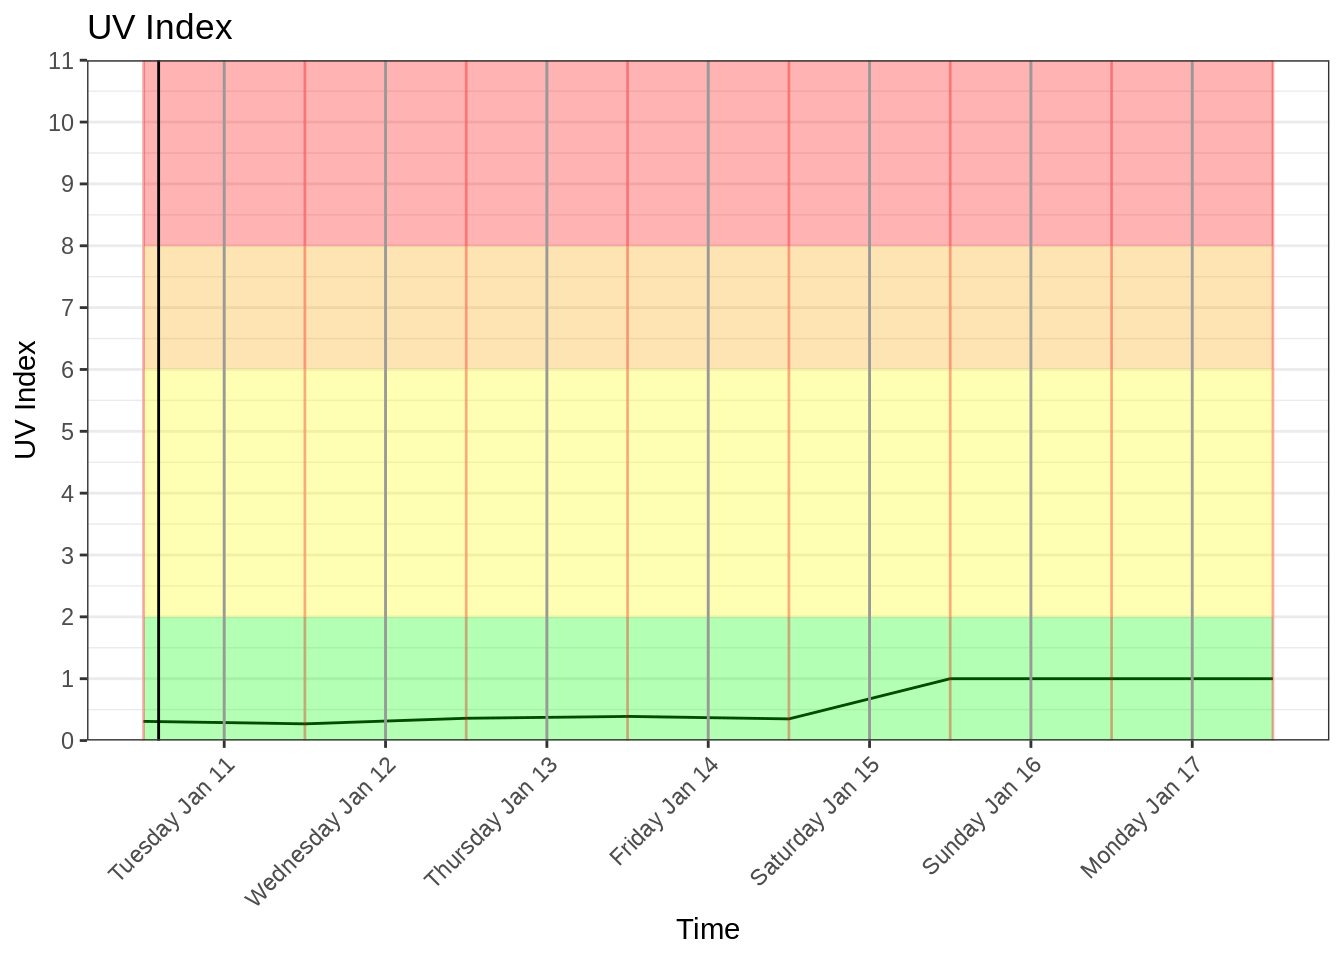 UV Index
11
10
9
8
7
6
5
4
3
2
1
0
UV Index
Tuesday Jan 11
Wednesday Jan 12
Thursday Jan 13
Friday Jan 14
Saturday Jan 15
Sunday Jan 16
Monday Jan 17
Time